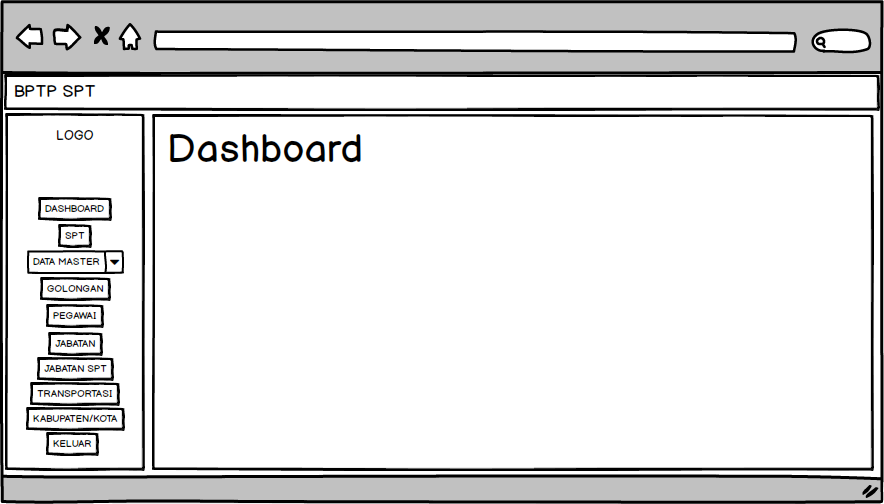 BPTP SPT
LOGO
Dashboard
DASHBOARD
SPT
DATA MASTER
GOLONGAN
PEGAWAI
JABATAN
JABATAN SPT
TRANSPORTASI
KABUPATEN/KOTA
KELUAR